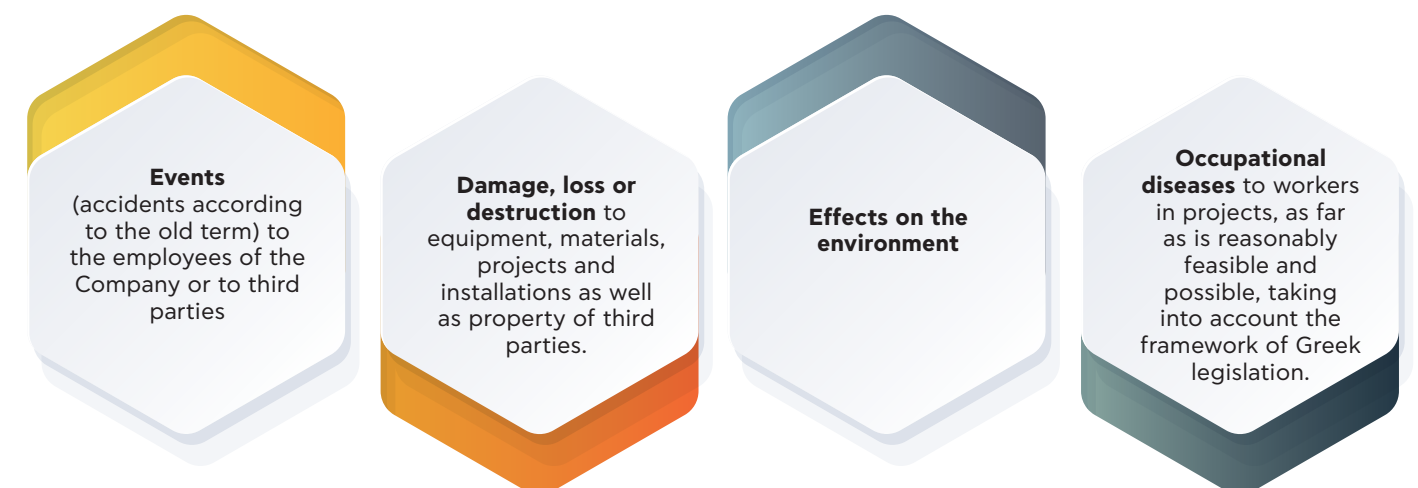 Events
(accidents according
to the old term) to
the employees of the
Company or to third
parties
Damage, loss or
destruction to
equipment, materials,
projects and
installations as well
as property of third
parties.
Effects on the
environment
Occupational
diseases to workers
in projects, as far
as is reasonably
feasible and
possible, taking
into account the
framework of Greek
legislation.